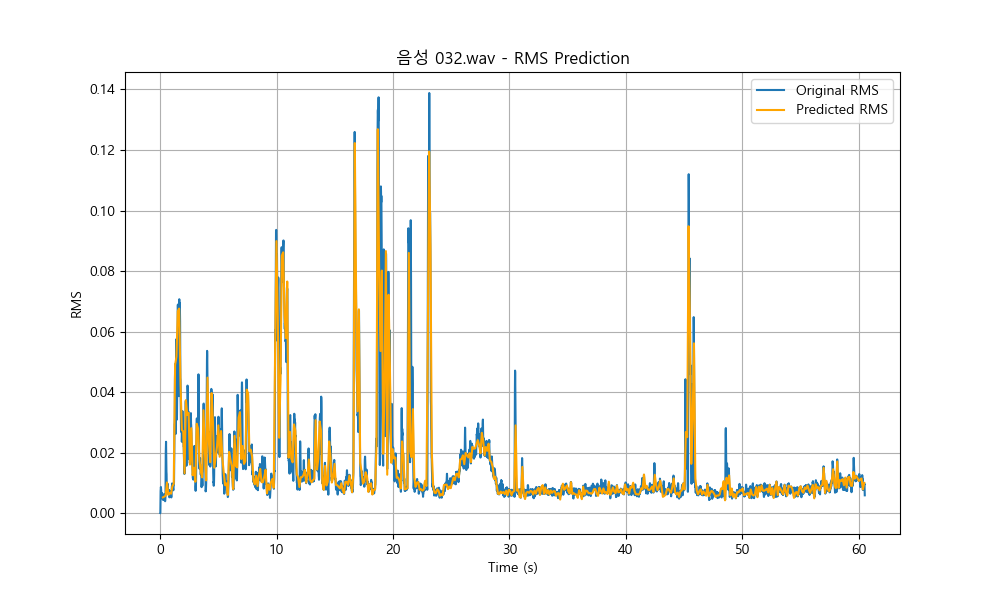 음성 032.wav - RMS Prediction
Original RMS
Predicted RMS
0.14
0.12
0.10
0.08
0.06
0.04
0.02
0.00
RMS
0 10 20 30 40 50 60
Time (s)